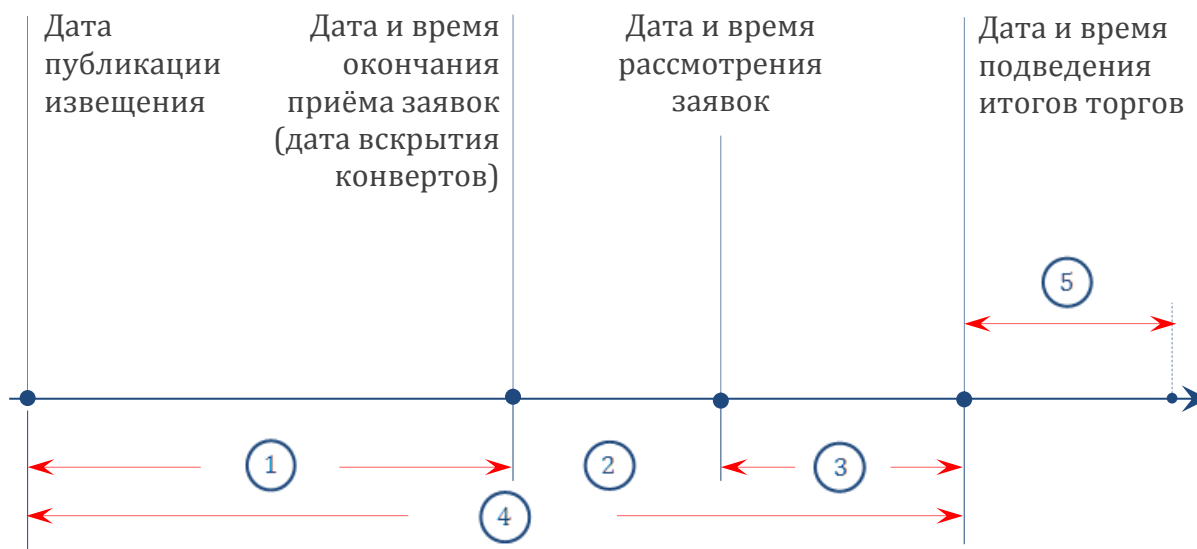 Дата
публикации
извещения
Дата и время
окончания
приёма заявок
(дата вскрытия
конвертов)
Дата и время
рассмотрения
заявок
Дата и время
подведения
итогов торгов
5
1
2
3
4